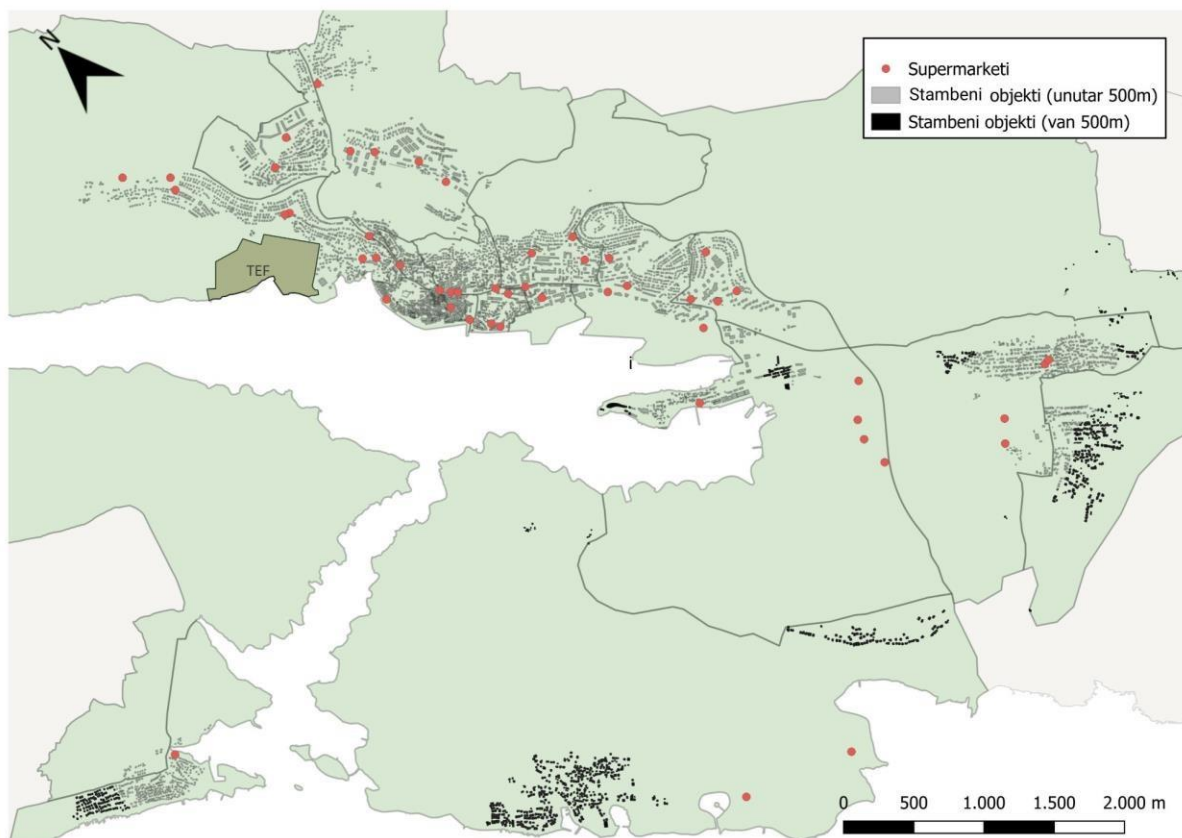 N
Supermarketi
Stambeni objekti (unutar 500m)
Stambeni objekti (van 500m)
TEF
i
0 500 1.000 1.500 2.000 m